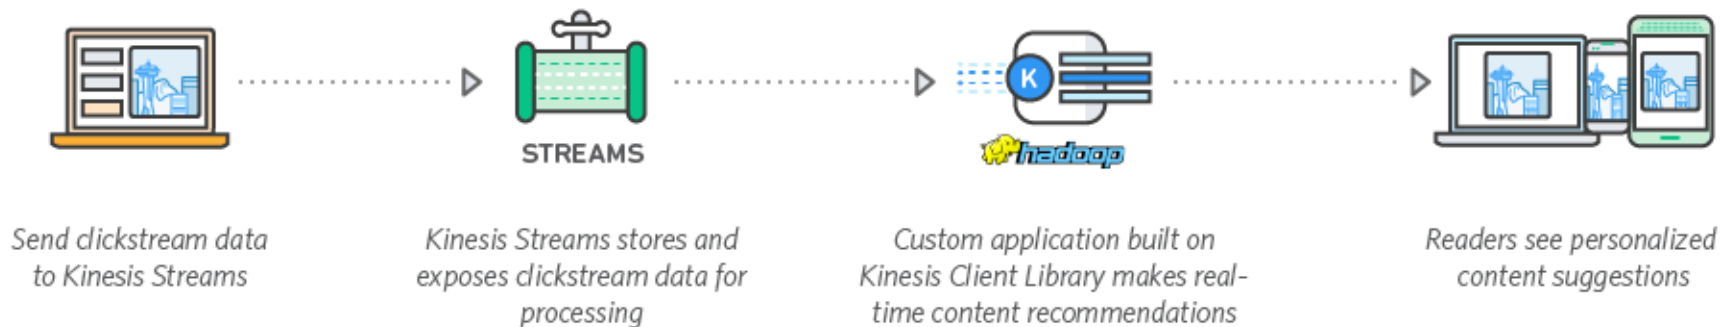 K
STREAMS
hadoop
Send clickstream data
to Kinesis Streams
Kinesis Streams stores and
exposes clickstream data for
processing
Custom application built on
Kinesis Client Library makes real-
time content recommendations
Readers see personalized
content suggestions